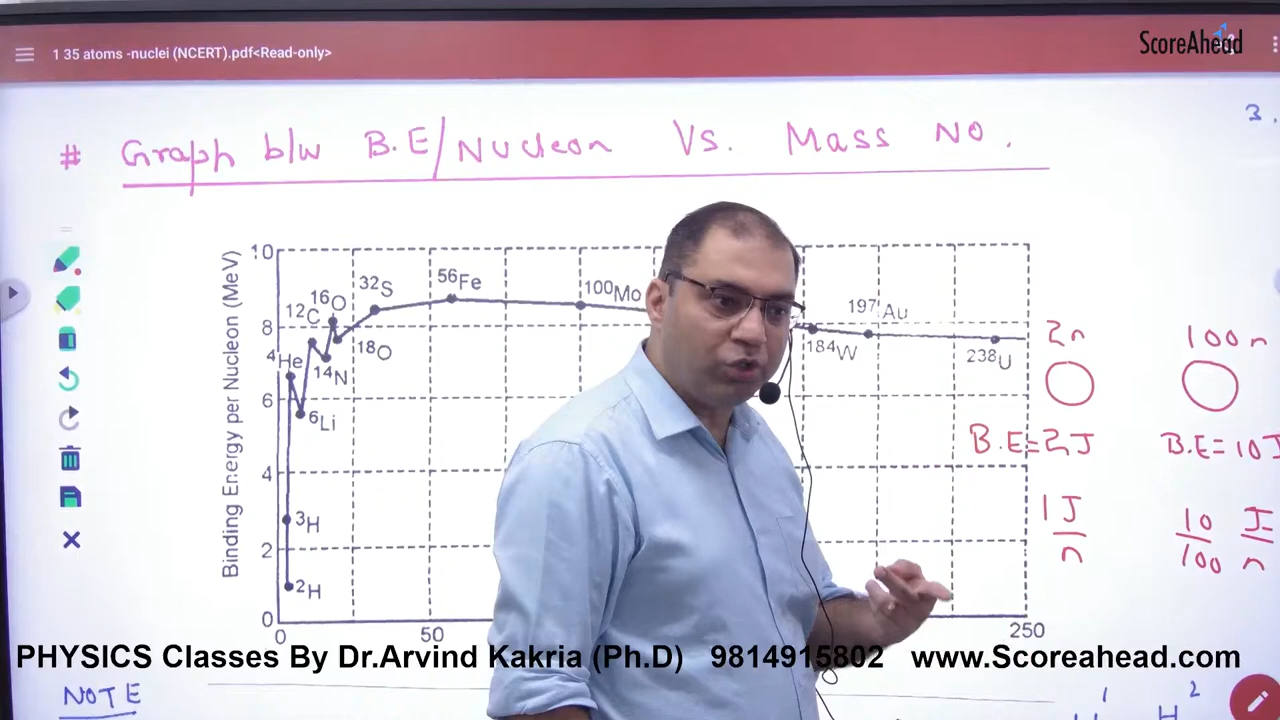 1 35 atoms -nuclei (NCERT).pdf<Read-only>
ScoreAhead
3.
# Graph b/w B.E/Nucleon Vs. Mass No.
Binding Energy per Nucleon (MeV)
10
8
6
4
2
0
0
50
250
²H
³H
⁴He
⁶Li
¹²C
¹⁴N
¹⁶O
¹⁸O
³²S
⁵⁶Fe
¹⁰⁰Mo
¹⁸⁴W
¹⁹⁷Au
²³⁸U
2n
100n
B.E=2J
B.E=10J
1 J/n
10/100 J/n
PHYSICS Classes By Dr.Arvind Kakria (Ph.D) 9814915802 www.Scoreahead.com
NOTE